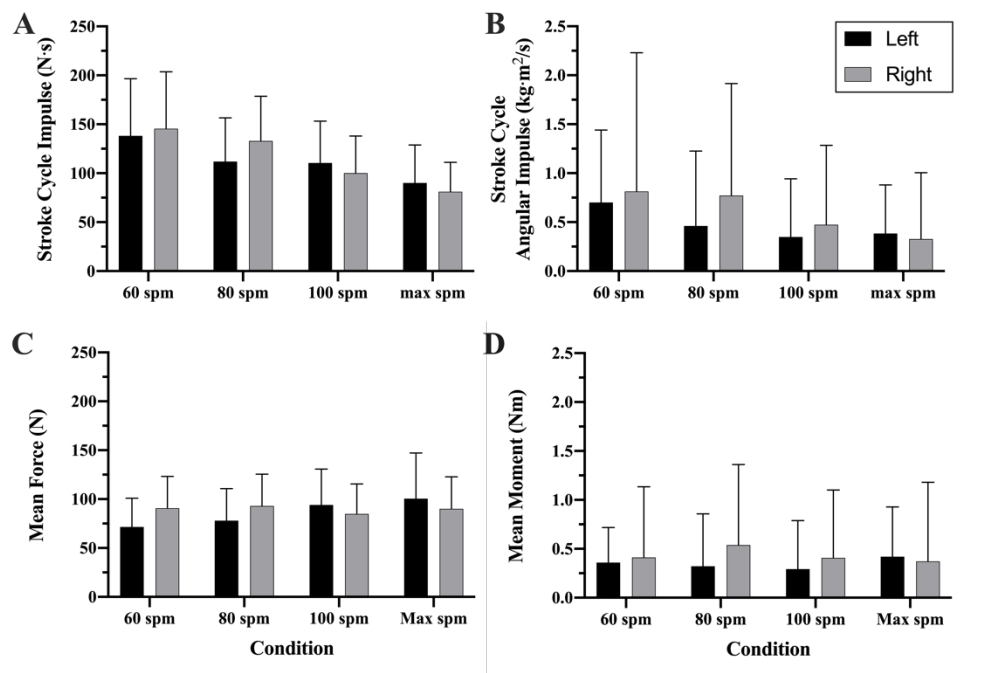 A
Stroke Cycle Impulse (N·s)
250
200
150
100
50
0
60 spm
80 spm
100 spm
max spm
B
Stroke Cycle
Angular Impulse (kg·m²/s)
2.5
2.0
1.5
1.0
0.5
0.0
60 spm
80 spm
100 spm
max spm
Left
Right
C
Mean Force (N)
250
200
150
100
50
0
60 spm
80 spm
100 spm
Max spm
Condition
D
Mean Moment (Nm)
2.5
2.0
1.5
1.0
0.5
0.0
60 spm
80 spm
100 spm
Max spm
Condition